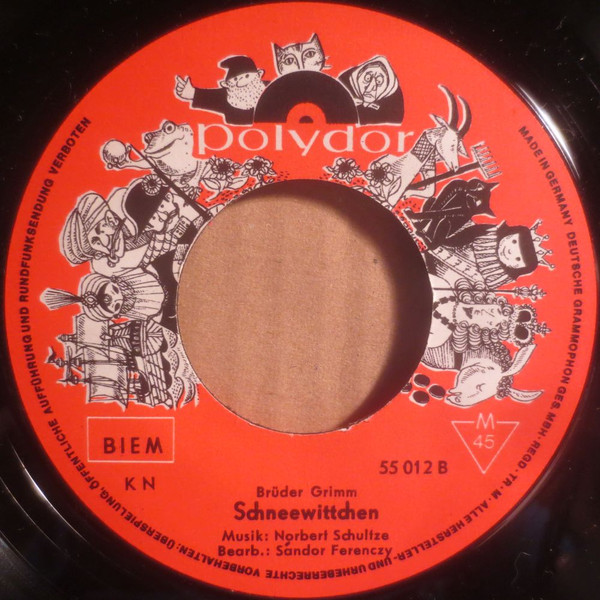 polydor
BIEM
KN
M
45
55 012 B
Brüder Grimm
Schneewittchen
Musik: Norbert Schultze
Bearb.: Sándor Ferenczy
MADE IN GERMANY DEUTSCHE GRAMMOPHON GES. MBH · REGD · TR · M · ALLE HERSTELLER- UND URHEBERRECHTE VORBEHALTEN: ÜBERSPIELUNG, ÖFFENTLICHE AUFFÜHRUNG UND RUNDFUNKSENDUNG VERBOTEN